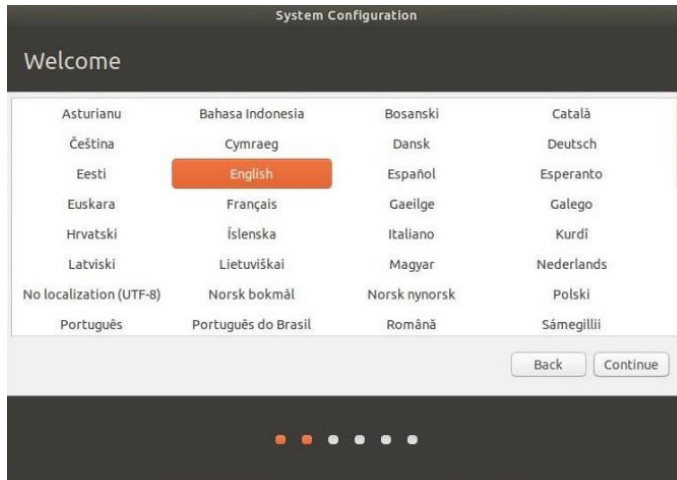 System Configuration
Welcome
Asturianu Bahasa Indonesia Bosanski Català
Čeština Cymraeg Dansk Deutsch
Eesti English Español Esperanto
Euskara Français Gaeilge Galego
Hrvatski Íslenska Italiano Kurdî
Latviski Lietuviškai Magyar Nederlands
No localization (UTF-8) Norsk bokmål Norsk nynorsk Polski
Português Português do Brasil Română Sámegillii
Back Continue